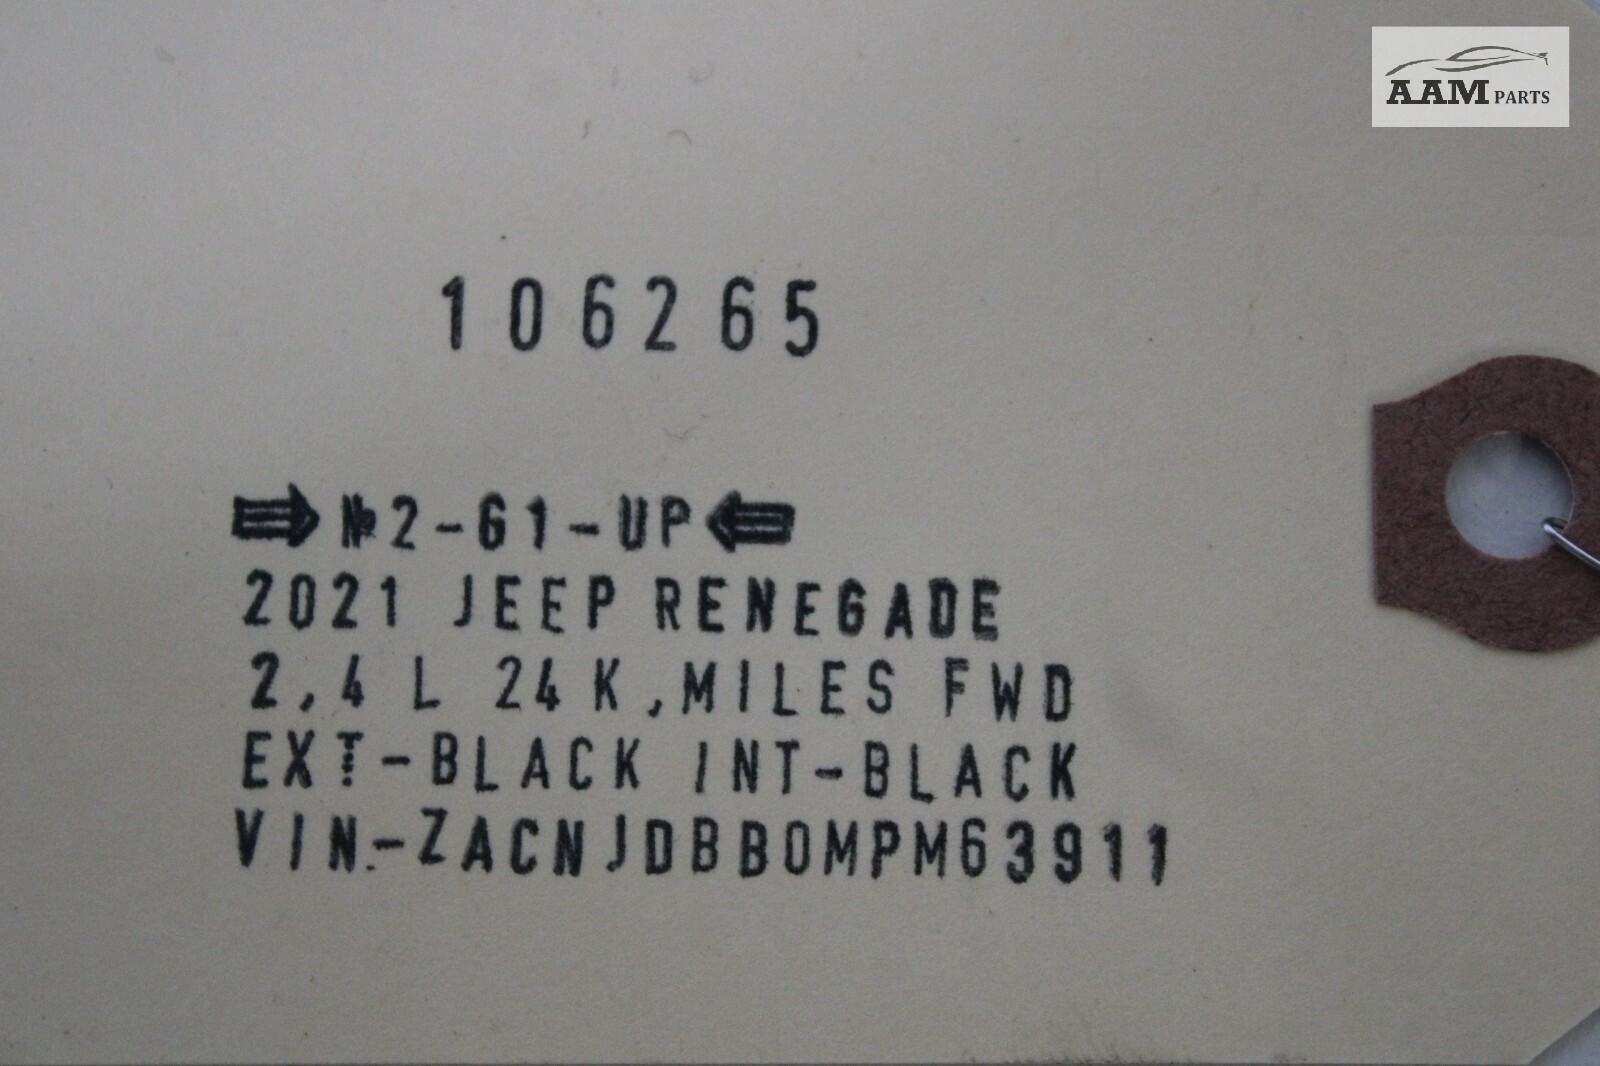 AAM PARTS
106265
№2-61-UP
2021 JEEP RENEGADE
2,4 L 24 K,MILES FWD
EXT-BLACK INT-BLACK
VIN-ZACNJDBB0MPM63911